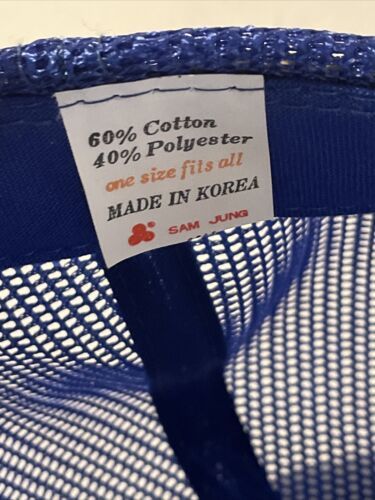 60% Cotton
40% Polyester
one size fits all
MADE IN KOREA
SAM JUNG